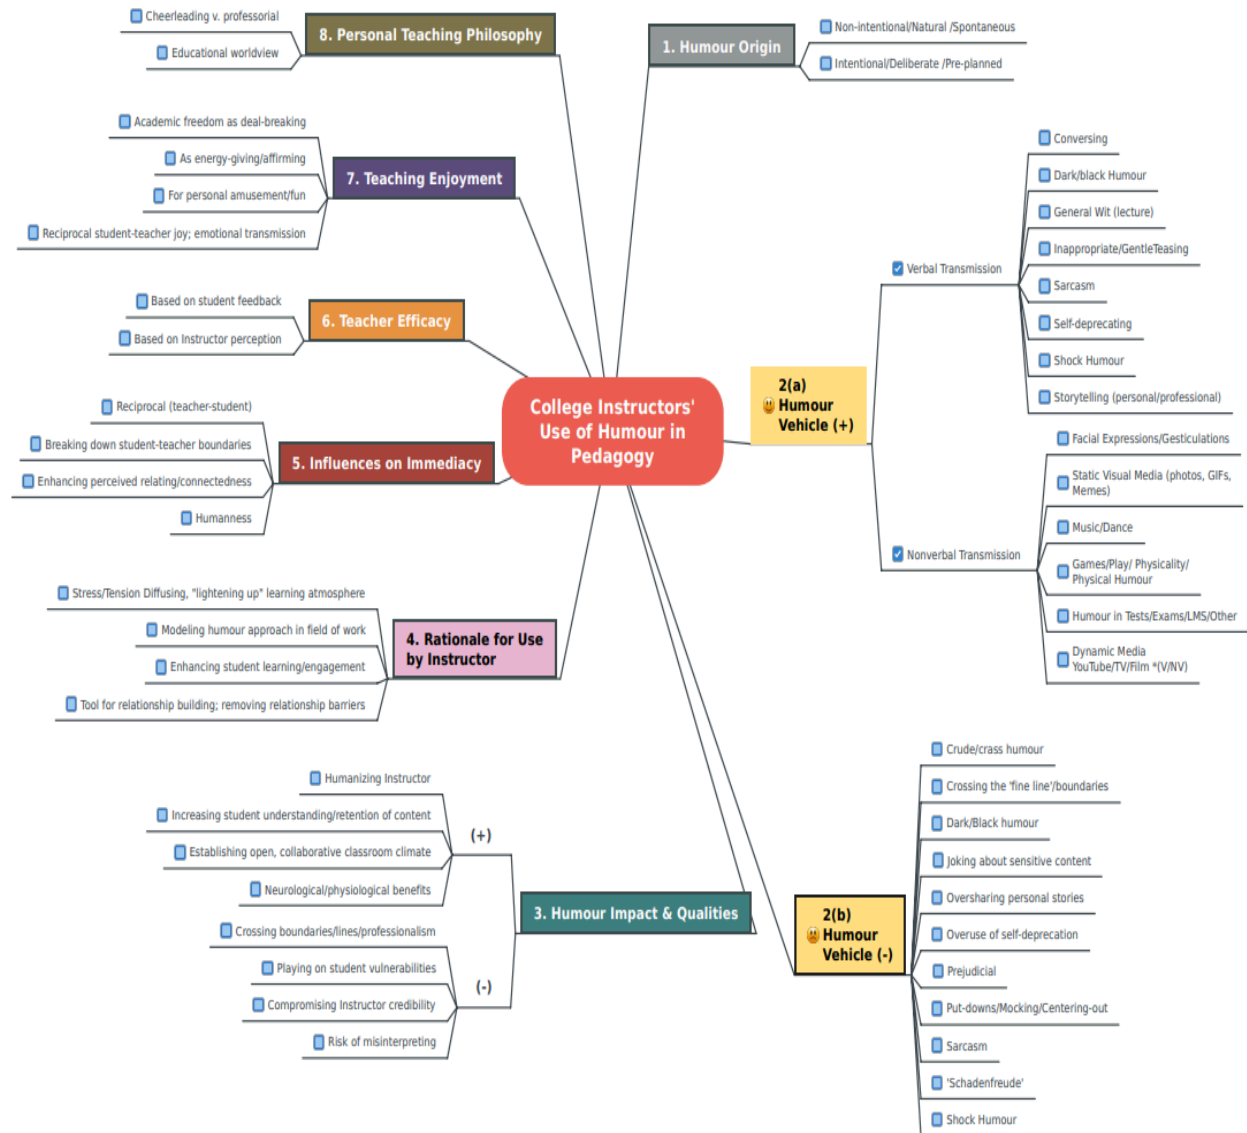 College Instructors'
Use of Humour in
Pedagogy
1. Humour Origin
Non-intentional/Natural /Spontaneous
Intentional/Deliberate /Pre-planned
2(a)
Humour
Vehicle (+)
Verbal Transmission
Conversing
Dark/black Humour
General Wit (lecture)
Inappropriate/GentleTeasing
Sarcasm
Self-deprecating
Shock Humour
Storytelling (personal/professional)
Nonverbal Transmission
Facial Expressions/Gesticulations
Static Visual Media (photos, GIFs,
Memes)
Music/Dance
Games/Play/ Physicality/
Physical Humour
Humour in Tests/Exams/LMS/Other
Dynamic Media
YouTube/TV/Film *(V/NV)
2(b)
Humour
Vehicle (-)
Crude/crass humour
Crossing the 'fine line'/boundaries
Dark/Black humour
Joking about sensitive content
Oversharing personal stories
Overuse of self-deprecation
Prejudicial
Put-downs/Mocking/Centering-out
Sarcasm
'Schadenfreude'
Shock Humour
3. Humour Impact & Qualities
(+)
Humanizing Instructor
Increasing student understanding/retention of content
Establishing open, collaborative classroom climate
Neurological/physiological benefits
(-)
Crossing boundaries/lines/professionalism
Playing on student vulnerabilities
Compromising Instructor credibility
Risk of misinterpreting
4. Rationale for Use
by Instructor
Stress/Tension Diffusing, "lightening up" learning atmosphere
Modeling humour approach in field of work
Enhancing student learning/engagement
Tool for relationship building; removing relationship barriers
5. Influences on Immediacy
Reciprocal (teacher-student)
Breaking down student-teacher boundaries
Enhancing perceived relating/connectedness
Humanness
6. Teacher Efficacy
Based on student feedback
Based on Instructor perception
7. Teaching Enjoyment
Academic freedom as deal-breaking
As energy-giving/affirming
For personal amusement/fun
Reciprocal student-teacher joy; emotional transmission
8. Personal Teaching Philosophy
Cheerleading v. professorial
Educational worldview